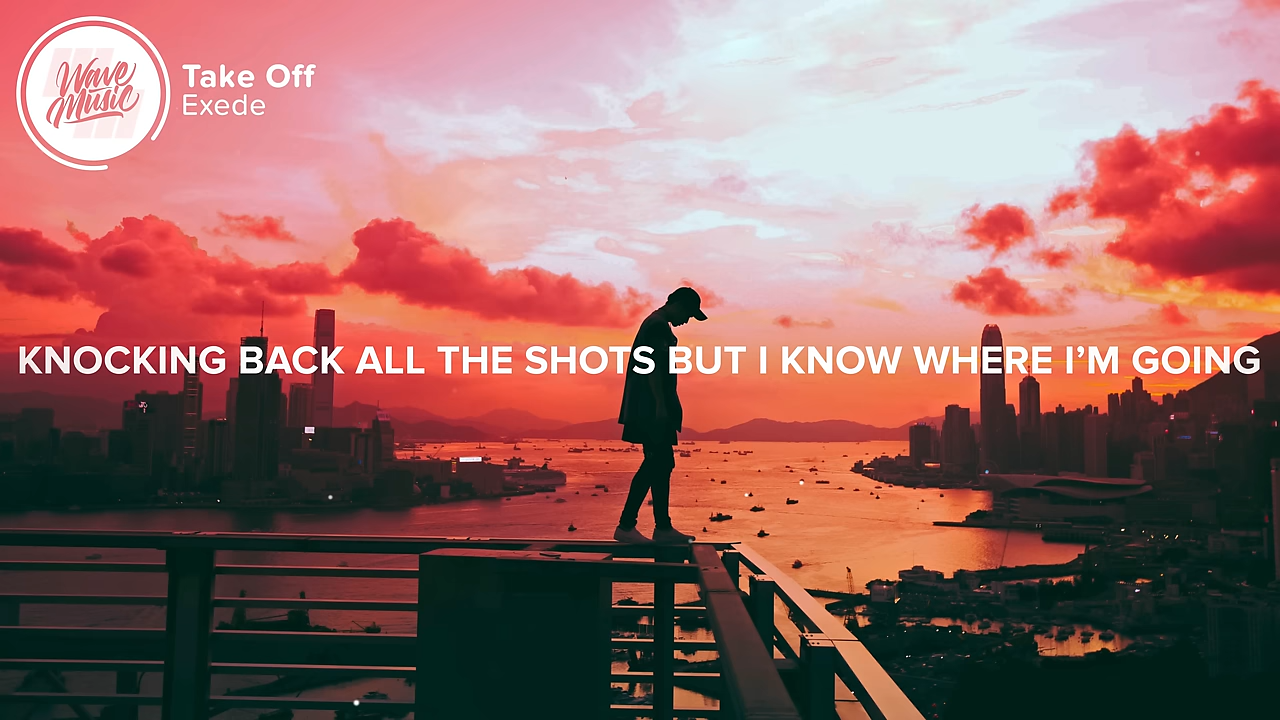 Wave
Music
Take Off
Exede
KNOCKING BACK ALL THE SHOTS BUT I KNOW WHERE I’M GOING